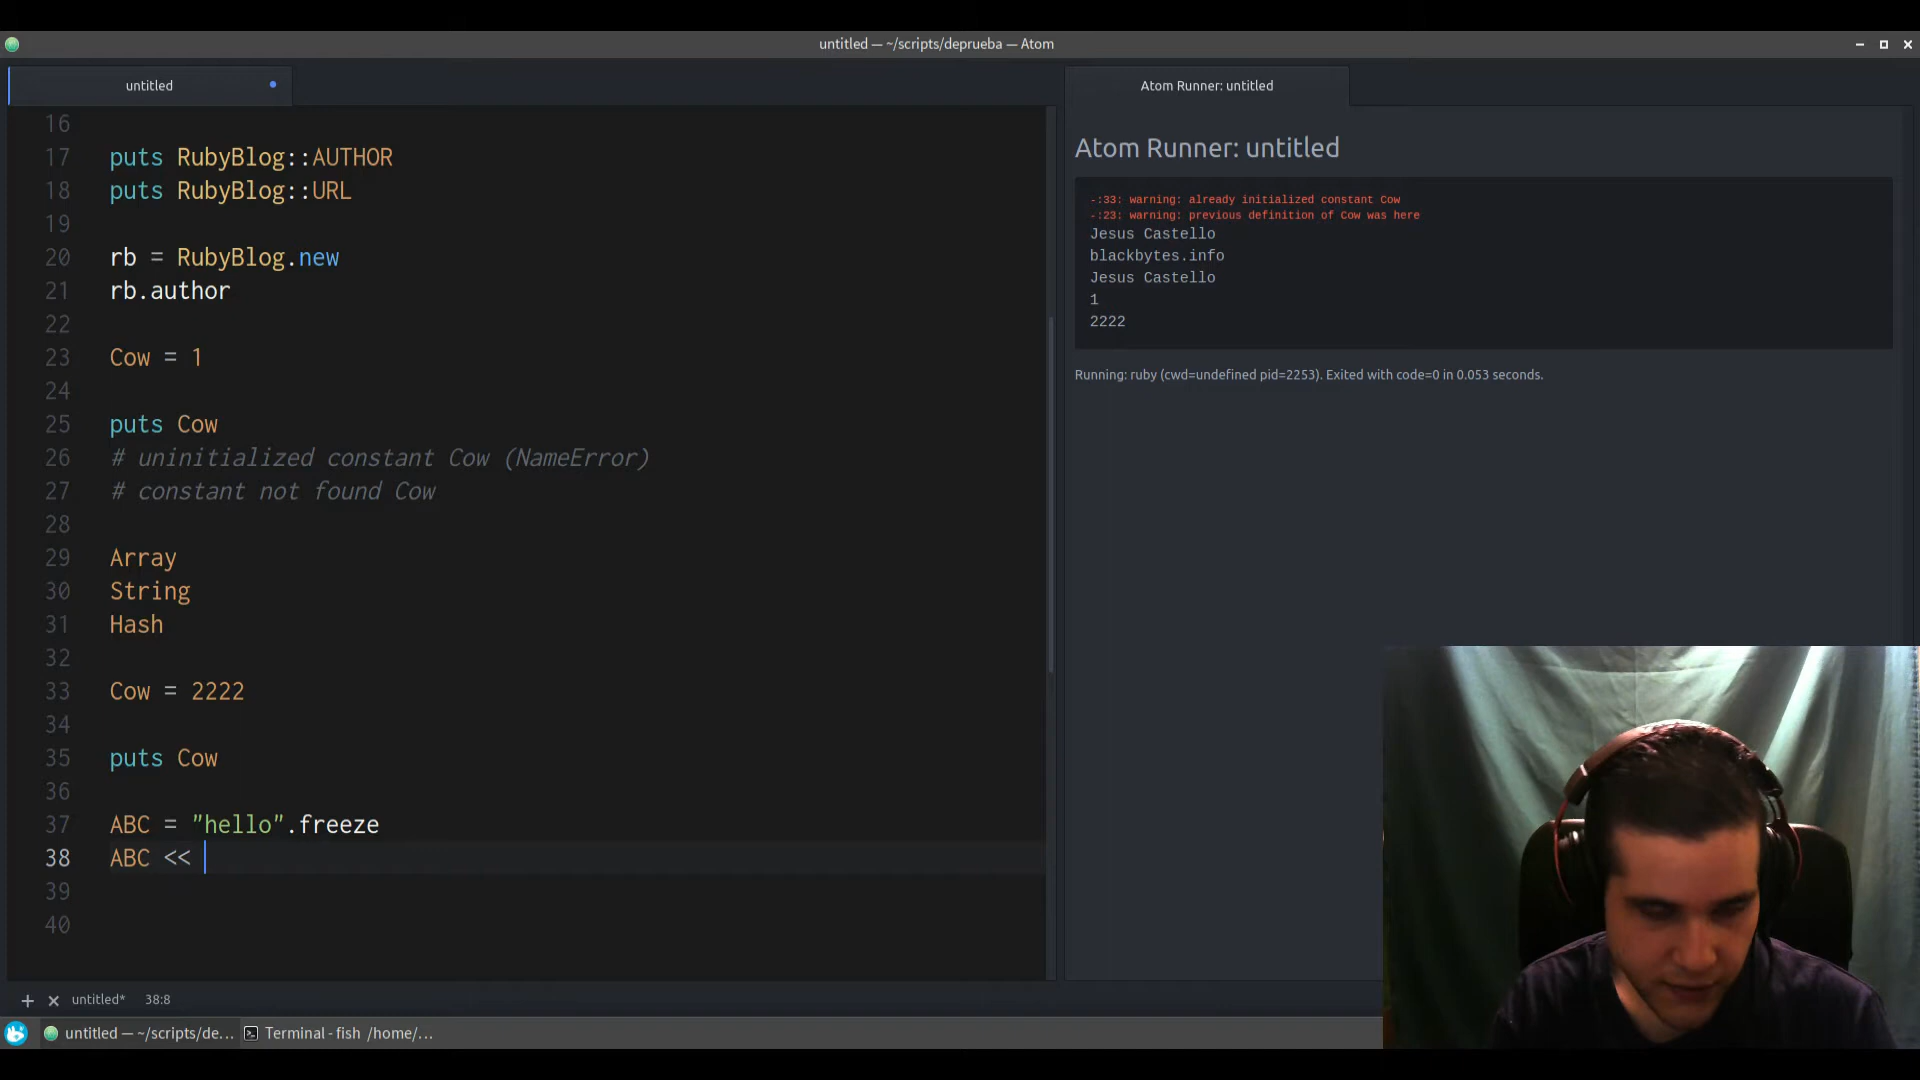 untitled — ~/scripts/deprueba — Atom
untitled
Atom Runner: untitled
16
17 puts RubyBlog::AUTHOR
18 puts RubyBlog::URL
19
20 rb = RubyBlog.new
21 rb.author
22
23 Cow = 1
24
25 puts Cow
26 # uninitialized constant Cow (NameError)
27 # constant not found Cow
28
29 Array
30 String
31 Hash
32
33 Cow = 2222
34
35 puts Cow
36
37 ABC = "hello".freeze
38 ABC <<
39
40
Atom Runner: untitled
-:33: warning: already initialized constant Cow
-:23: warning: previous definition of Cow was here
Jesus Castello
blackbytes.info
Jesus Castello
1
2222
Running: ruby (cwd=undefined pid=2253). Exited with code=0 in 0.053 seconds.
untitled* 38:8
untitled — ~/scripts/de... Terminal - fish /home/...